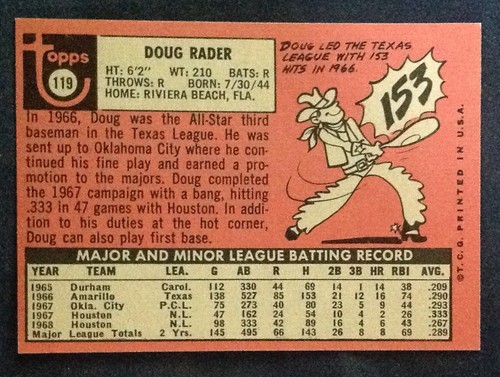 topps
119
DOUG RADER
HT: 6'2" WT: 210 BATS: R
THROWS: R BORN: 7/30/44
HOME: RIVIERA BEACH, FLA.
DOUG LED THE TEXAS
LEAGUE WITH 153
HITS IN 1966.
153
In 1966, Doug was the All-Star third
baseman in the Texas League. He was
sent up to Oklahoma City where he con-
tinued his fine play and earned a pro-
motion to the majors. Doug completed
the 1967 campaign with a bang, hitting
.333 in 47 games with Houston. In addi-
tion to his duties at the hot corner,
Doug can also play first base.
©T.C.G. PRINTED IN U.S.A.
MAJOR AND MINOR LEAGUE BATTING RECORD
YEAR TEAM LEA. G AB R H 2B 3B HR RBI AVG.
1965 Durham Carol. 112 330 44 69 14 1 14 38 .209
1966 Amarillo Texas 138 527 85 153 21 12 16 74 .290
1967 Okla. City P.C.L. 75 273 40 80 23 5 9 44 .293
1967 Houston N.L. 47 162 24 54 10 4 2 26 .333
1968 Houston N.L. 98 333 42 89 16 4 6 43 .267
Major League Totals 2 Yrs. 145 495 66 143 26 8 8 69 .289